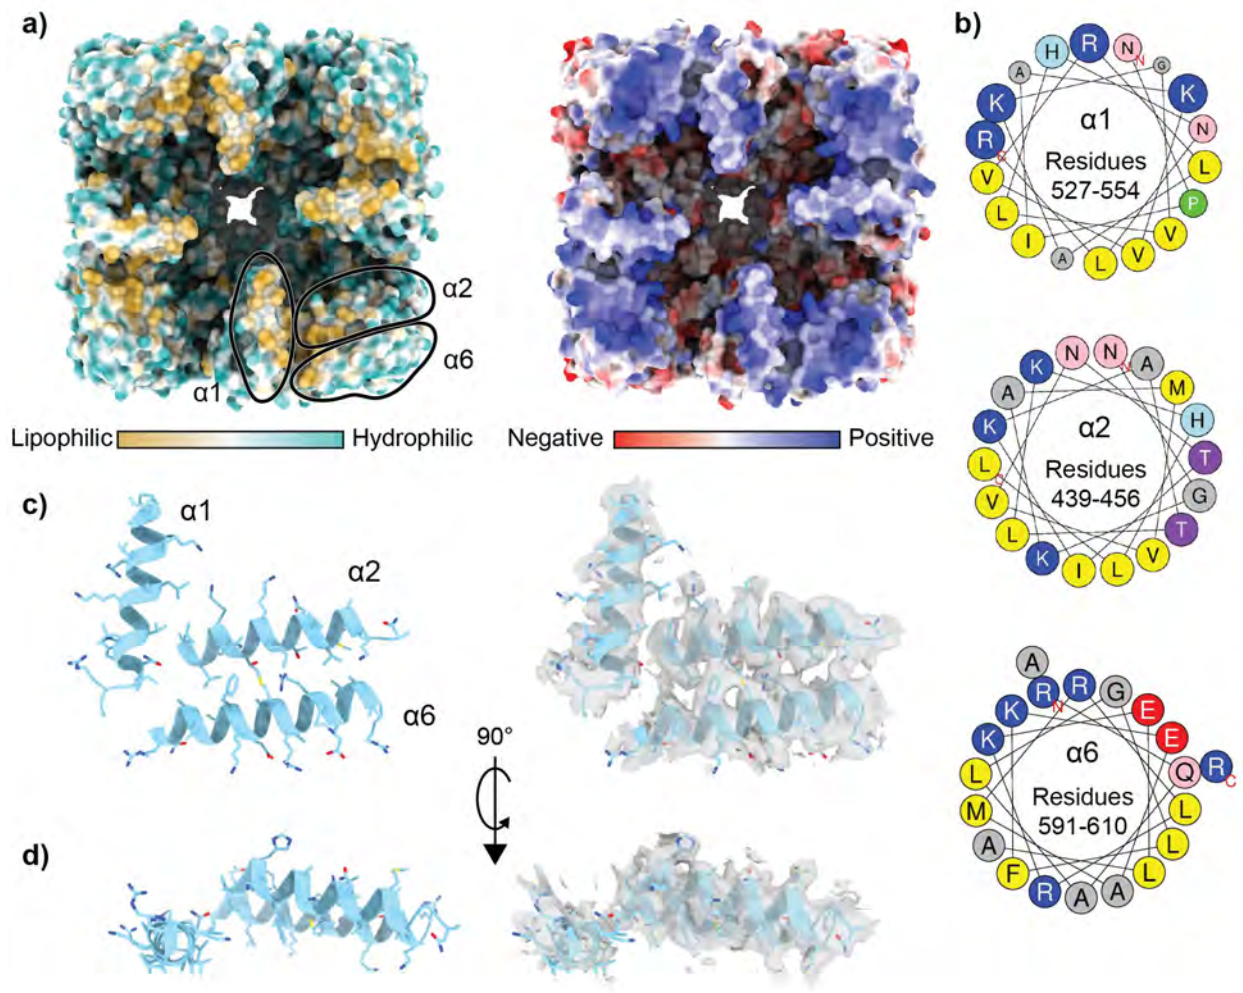 a)
α2
α6
α1
Lipophilic
Hydrophilic
Negative
Positive
b)
H R N N G
A K
K N
R C L
V P
L V
I V
A L
α1
Residues
527-554
N N N A
K M
A H
K T
L C G
V T
L V
K I L
α2
Residues
439-456
A
R N R G E
K E
K Q R C
L L
M L
A L
F R A A
α6
Residues
591-610
c)
α1
α2
α6
90°
d)